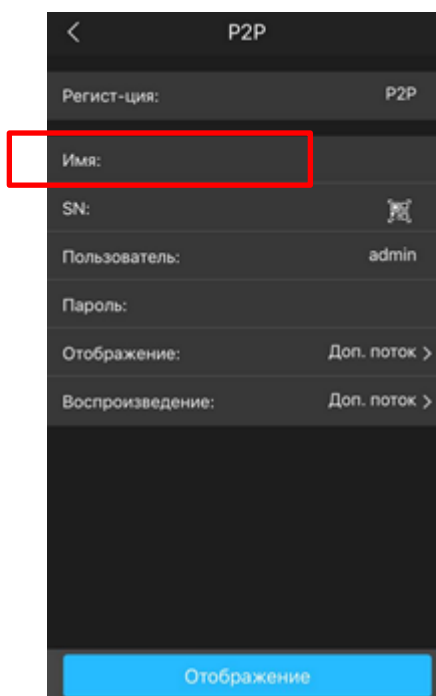 P2P
Регист-ция: P2P
Имя:
SN:
Пользователь: admin
Пароль:
Отображение: Доп. поток >
Воспроизведение: Доп. поток >
Отображение